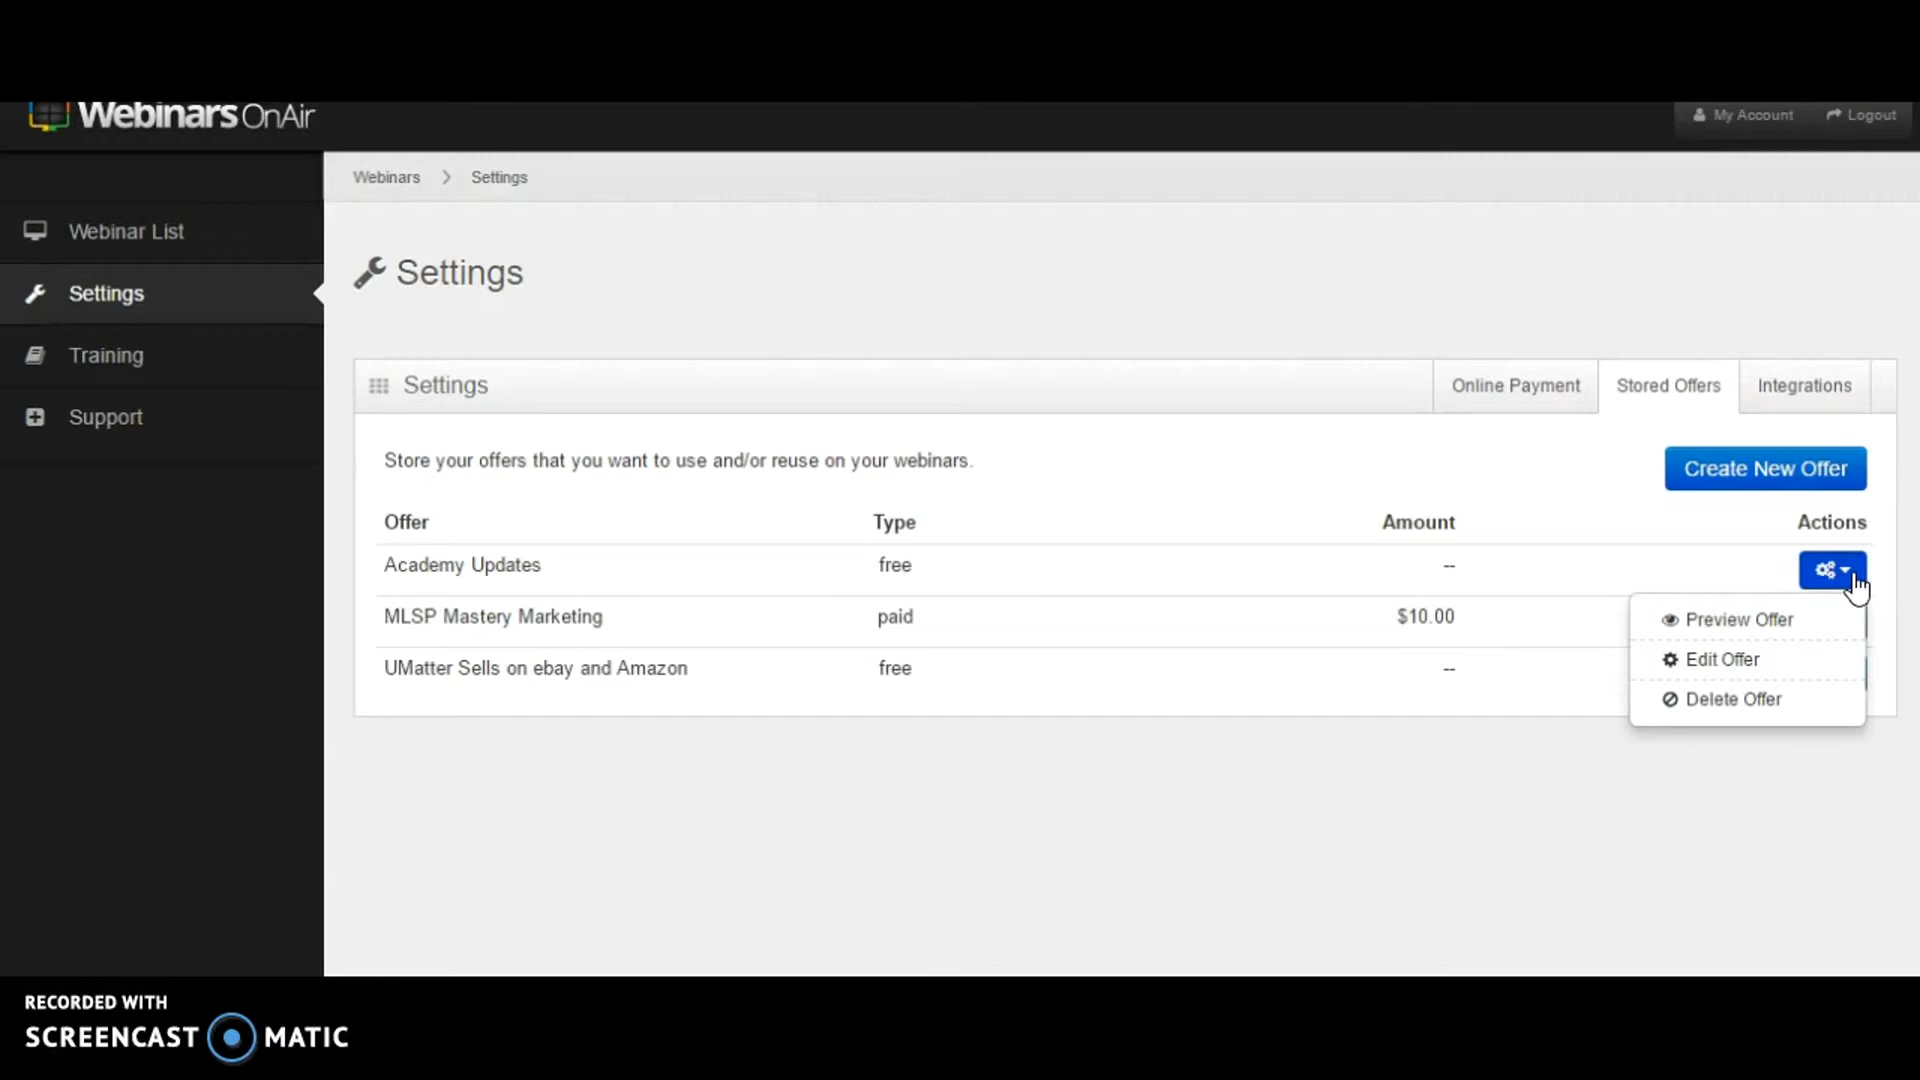 Webinars OnAir
My Account Logout
Webinars Settings
Webinar List
Settings
Training
Support
Settings
Settings
Online Payment Stored Offers Integrations
Store your offers that you want to use and/or reuse on your webinars.
Create New Offer
Offer Type Amount Actions
Academy Updates free --
MLSP Mastery Marketing paid $10.00
UMatter Sells on ebay and Amazon free --
Preview Offer
Edit Offer
Delete Offer
RECORDED WITH
SCREENCAST MATIC